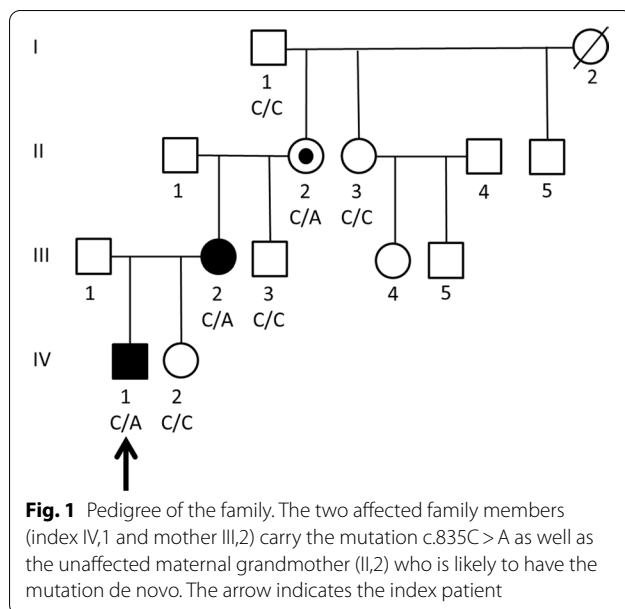 I
1
2
C/C
II
1
2
3
4
5
C/A
C/C
III
1
2
3
4
5
C/A
C/C
IV
1
2
C/A
C/C
Fig. 1 Pedigree of the family. The two affected family members
(index IV,1 and mother III,2) carry the mutation c.835C > A as well as
the unaffected maternal grandmother (II,2) who is likely to have the
mutation de novo. The arrow indicates the index patient